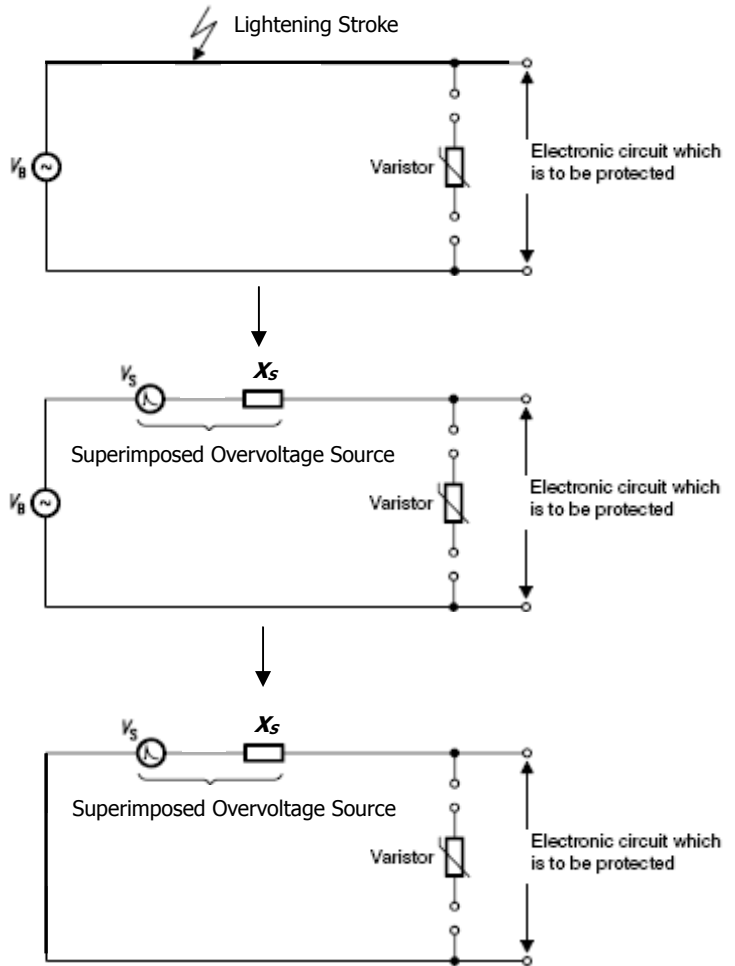 Lightening Stroke
V_B
~
Varistor
Electronic circuit which
is to be protected
V_S
X_S
Superimposed Overvoltage Source
V_B
~
Varistor
Electronic circuit which
is to be protected
V_S
X_S
Superimposed Overvoltage Source
Varistor
Electronic circuit which
is to be protected